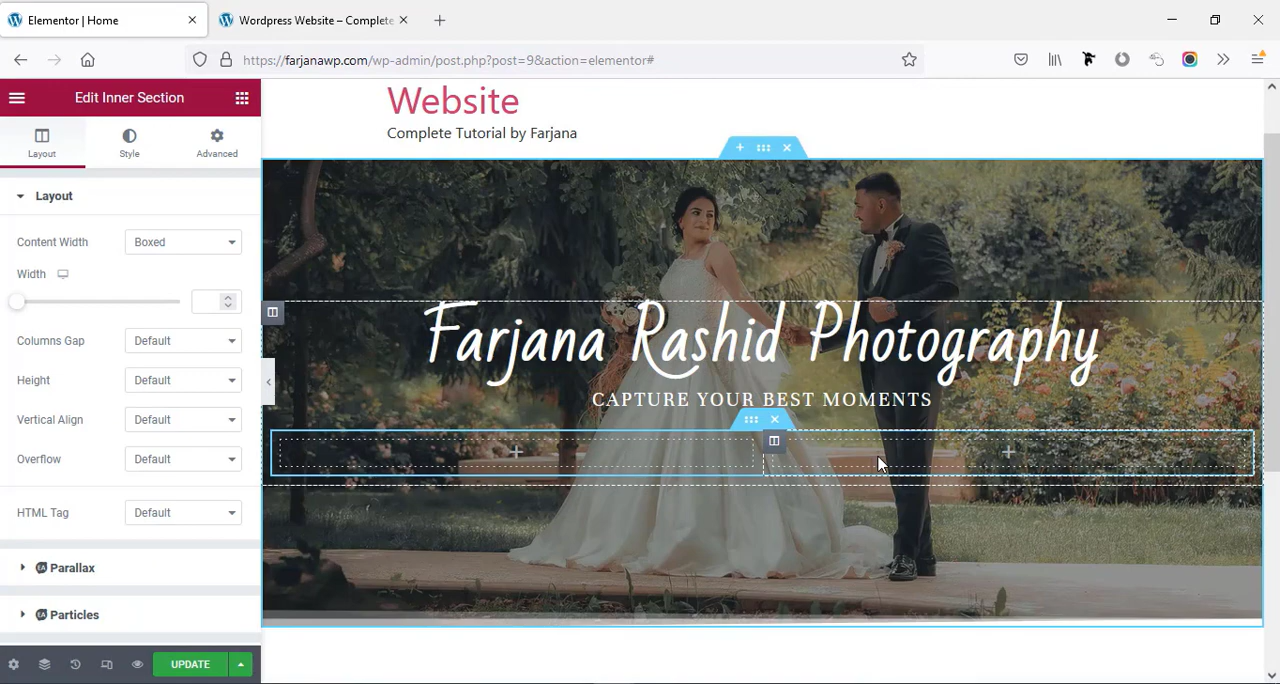 Elementor | Home
Wordpress Website – Complete
https://farjanawp.com/wp-admin/post.php?post=9&action=elementor#
Edit Inner Section
Layout
Style
Advanced
Layout
Content Width
Boxed
Width
Columns Gap
Default
Height
Default
Vertical Align
Default
Overflow
Default
HTML Tag
Default
Parallax
Particles
UPDATE
Website
Complete Tutorial by Farjana
Farjana Rashid Photography
CAPTURE YOUR BEST MOMENTS